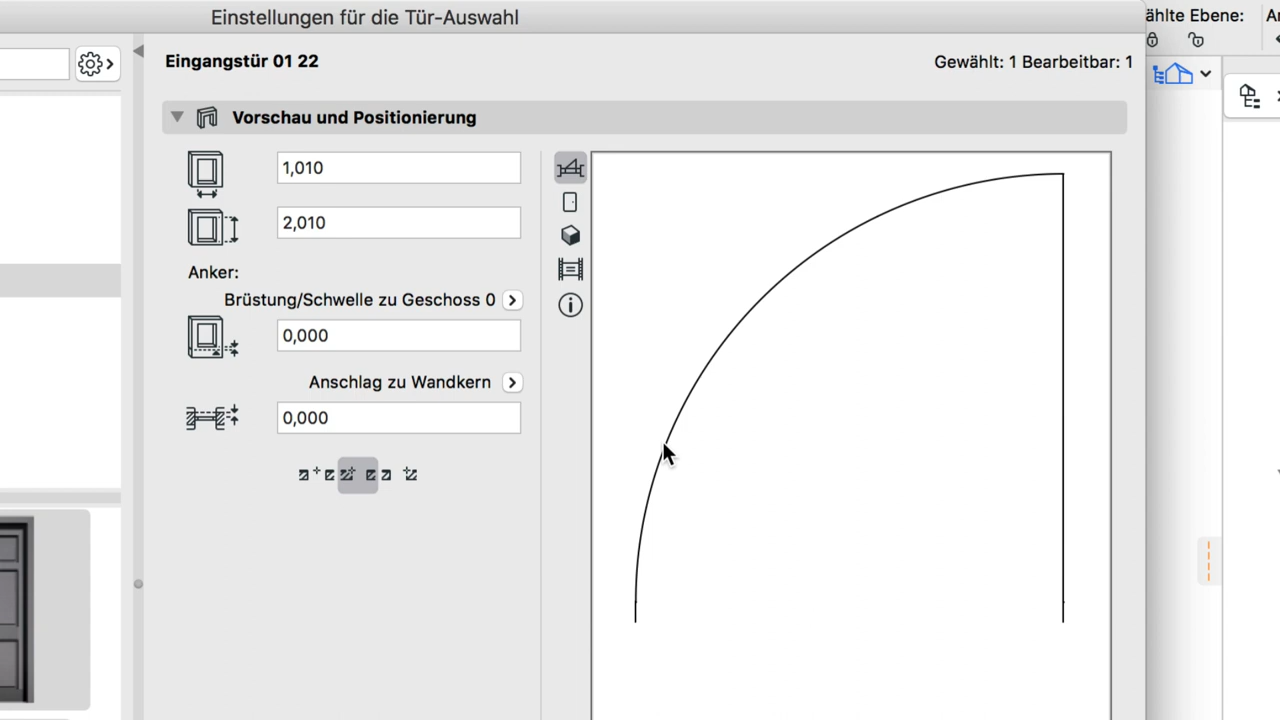 Einstellungen für die Tür-Auswahl
ählte Ebene:
Eingangstür 01 22
Gewählt: 1 Bearbeitbar: 1
Vorschau und Positionierung
1,010
2,010
Anker:
Brüstung/Schwelle zu Geschoss 0
0,000
Anschlag zu Wandkern
0,000